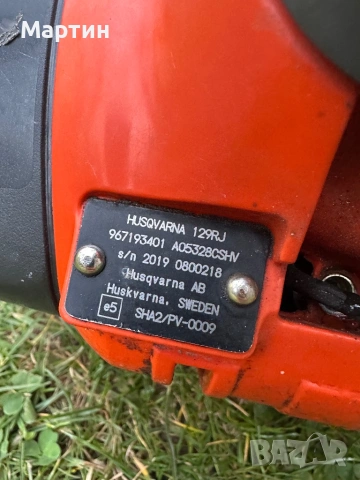 Мартин
HUSQVARNA 129RJ
967193401 A05328CSHV
s/n 2019 0800218
Husqvarna AB
Huskvarna, SWEDEN
e5 SHA2/PV-0009
BAZAR